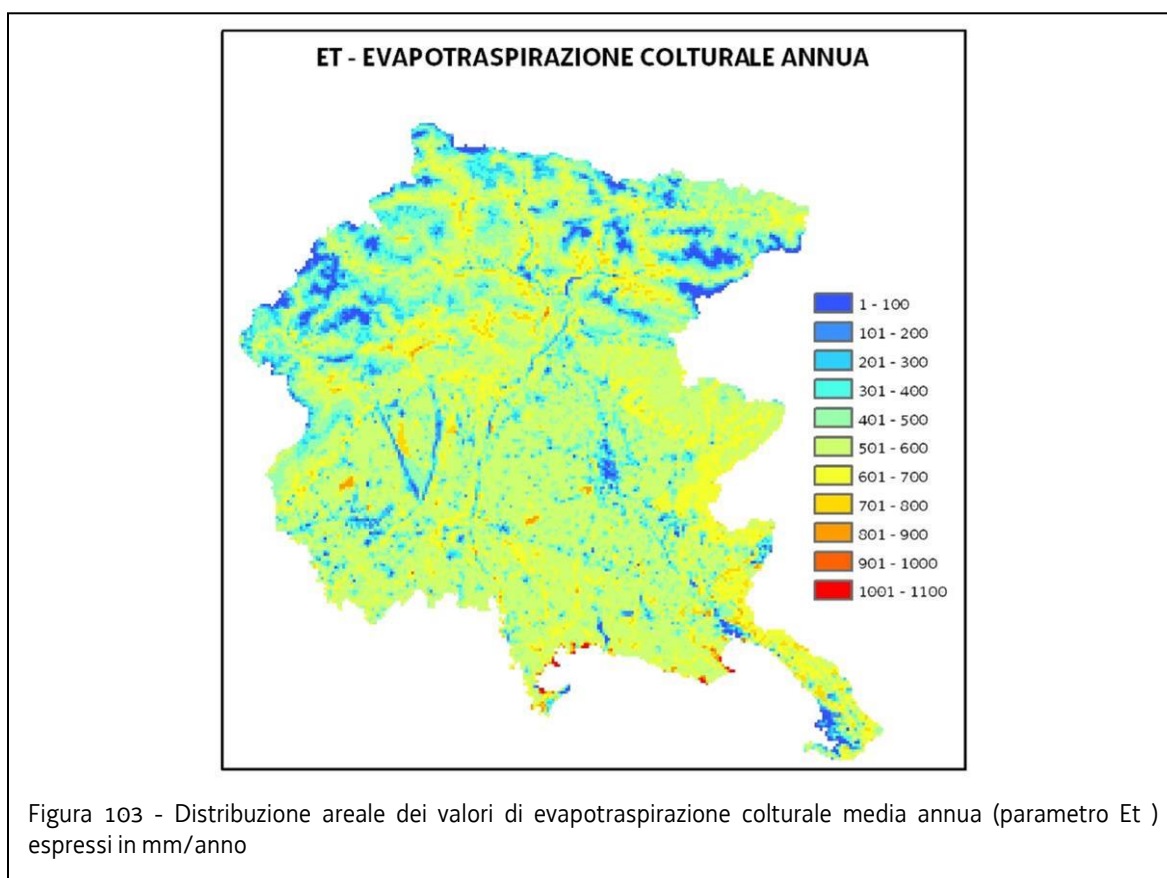 ET - EVAPOTRASPIRAZIONE COLTURALE ANNUA
1 - 100
101 - 200
201 - 300
301 - 400
401 - 500
501 - 600
601 - 700
701 - 800
801 - 900
901 - 1000
1001 - 1100
Figura 103 - Distribuzione areale dei valori di evapotraspirazione colturale media annua (parametro Et )
espressi in mm/anno